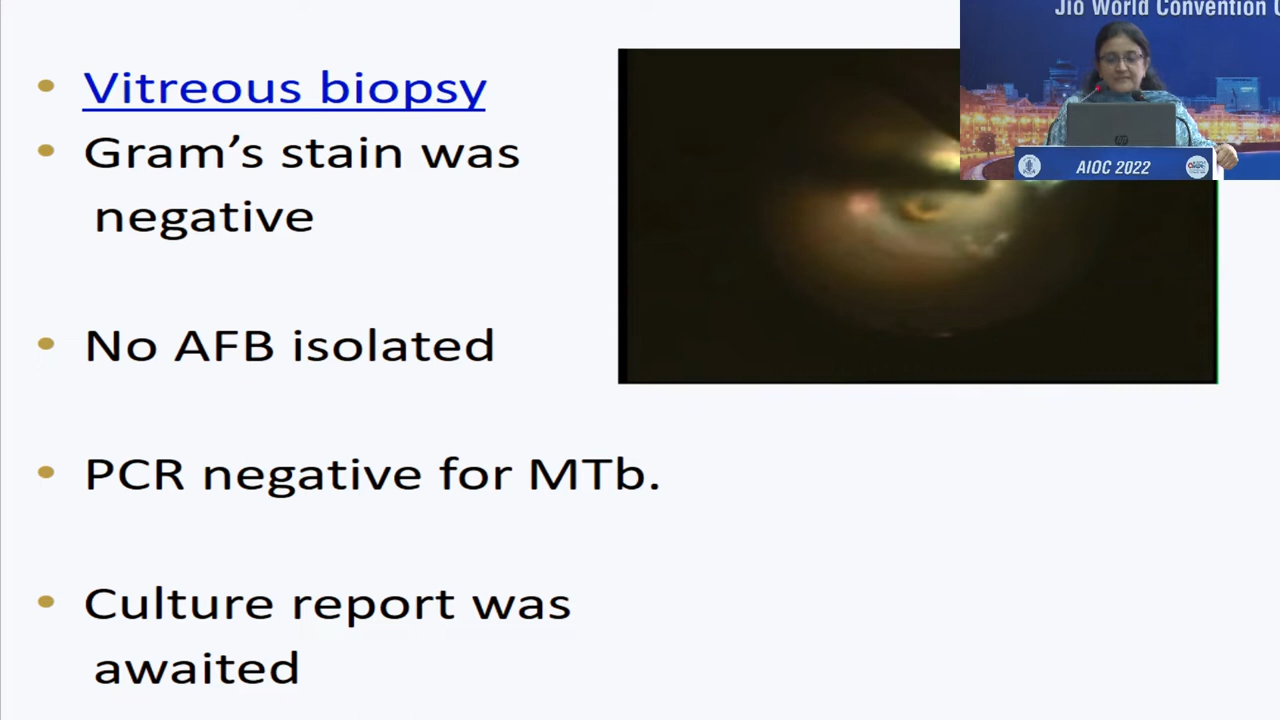 Jio World Convention
• Vitreous biopsy
• Gram’s stain was
negative
• No AFB isolated
• PCR negative for MTb.
• Culture report was
awaited
AIOC 2022
hp